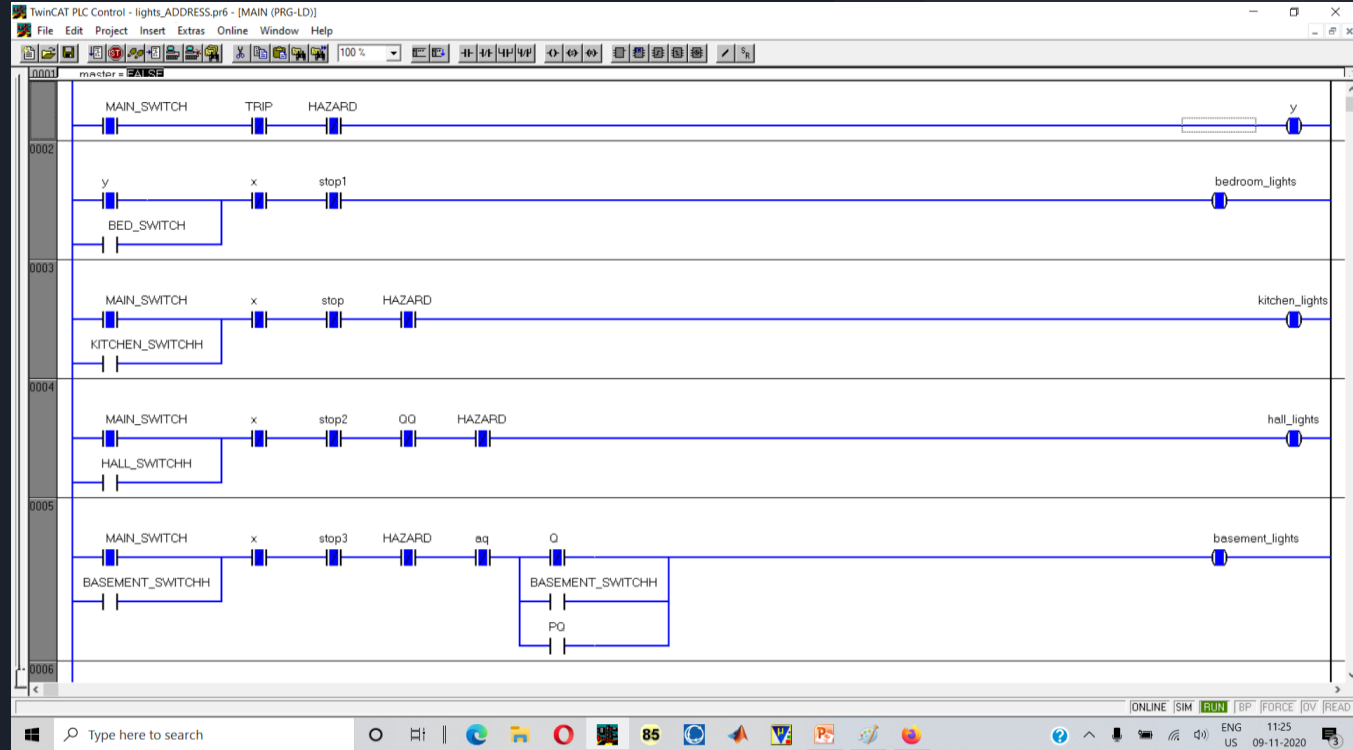 TwinCAT PLC Control - lights_ADDRESS.pr6 - [MAIN (PRG-LD)]
File Edit Project Insert Extras Online Window Help
100 %
0001 master = FALSE
MAIN_SWITCH TRIP HAZARD y
0002
y x stop1 bedroom_lights
BED_SWITCH
0003
MAIN_SWITCH x stop HAZARD kitchen_lights
KITCHEN_SWITCHH
0004
MAIN_SWITCH x stop2 QQ HAZARD hall_lights
HALL_SWITCHH
0005
MAIN_SWITCH x stop3 HAZARD aq Q basement_lights
BASEMENT_SWITCHH BASEMENT_SWITCHH
PQ
0006
ONLINE SIM RUN BP FORCE OV READ
Type here to search 85 ENG 11:25
US 09-11-2020 3